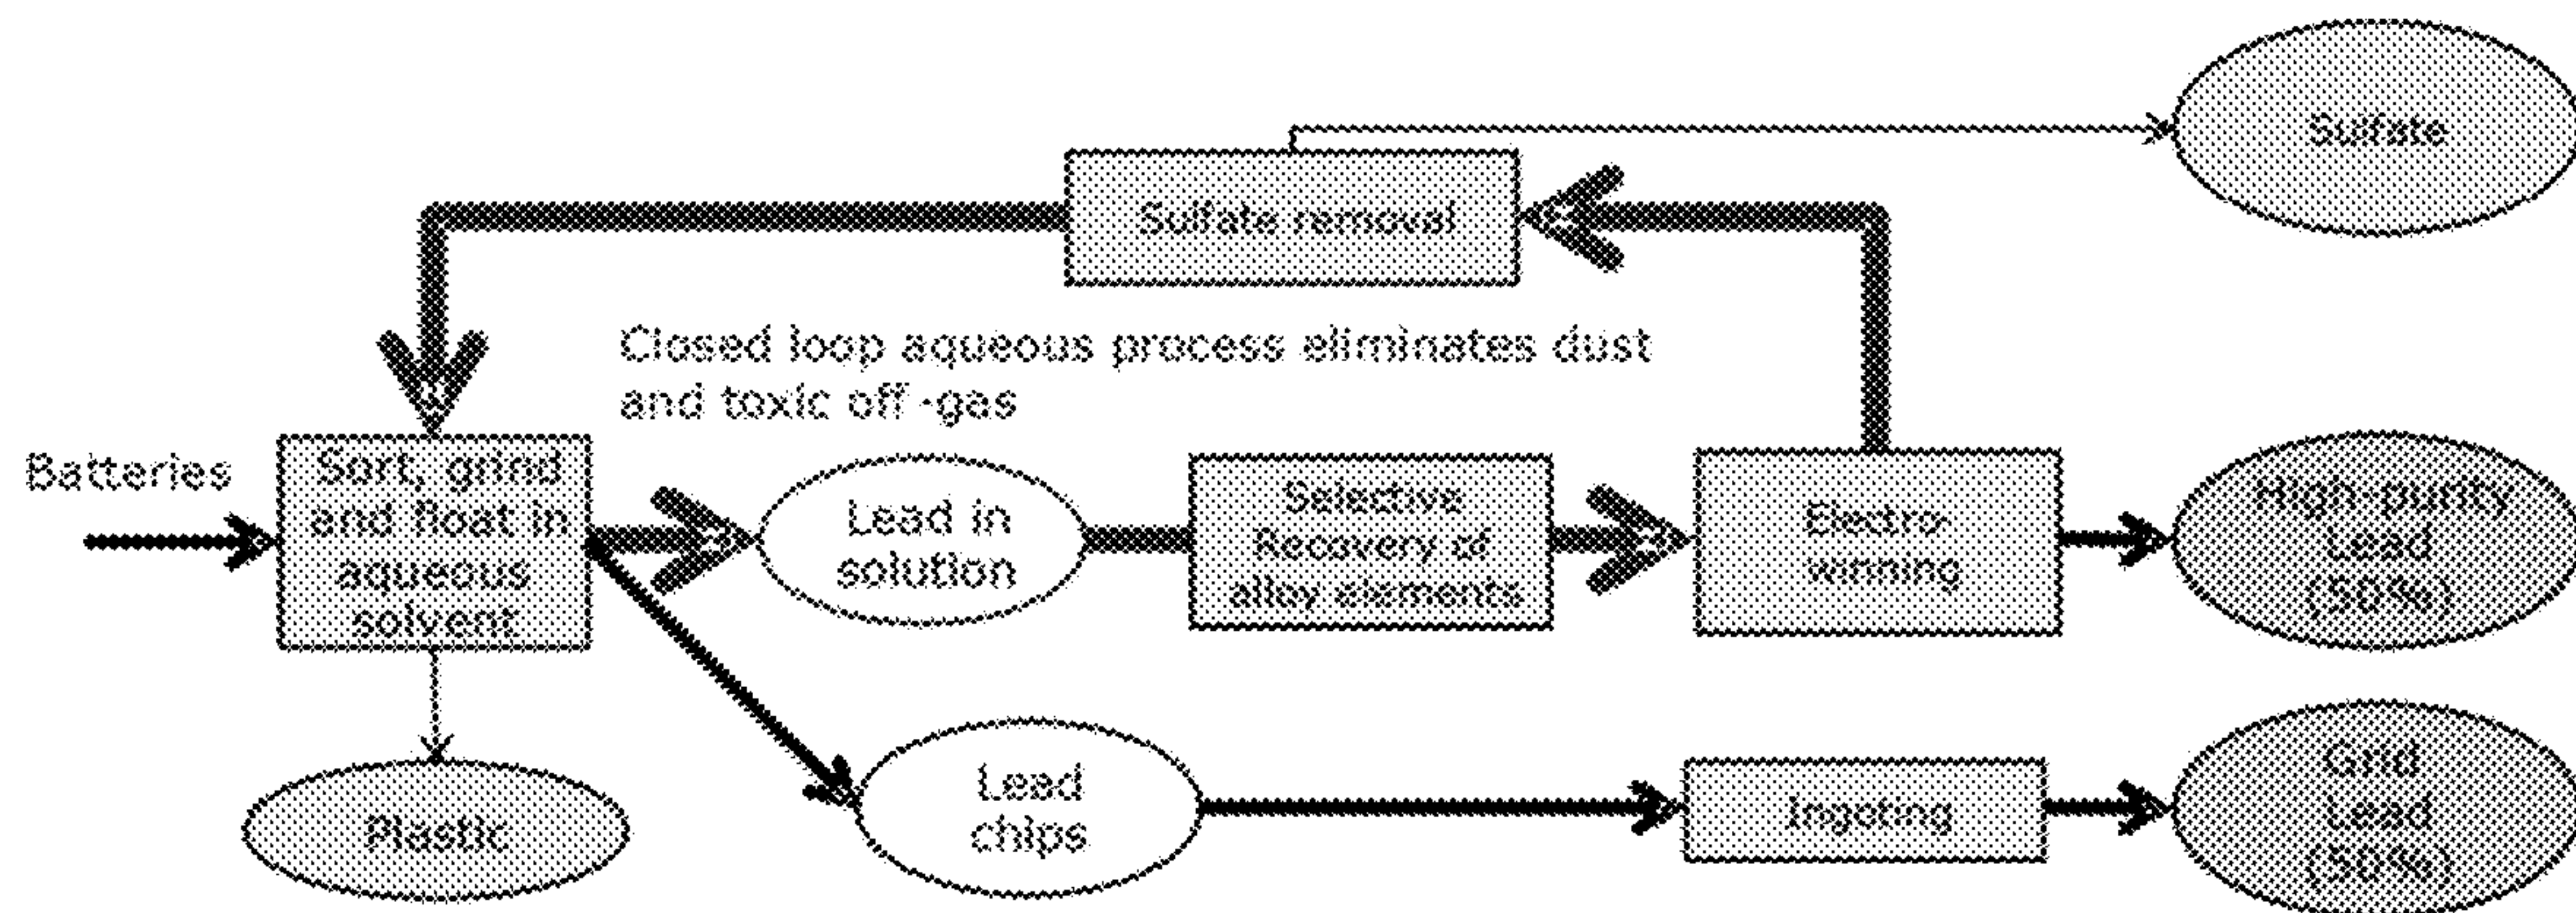 Sulfate
Sulfate removal
Closed loop aqueous process eliminates dust
and toxic off-gas
Batteries
Sort, grind
and float in
aqueous
solvent
Lead in
solution
Selective
Recovery of
alloy elements
Electro-
winning
High-purity
Lead
(50%)
Plastic
Lead
chips
Ingoting
Grid
Lead
(50%)